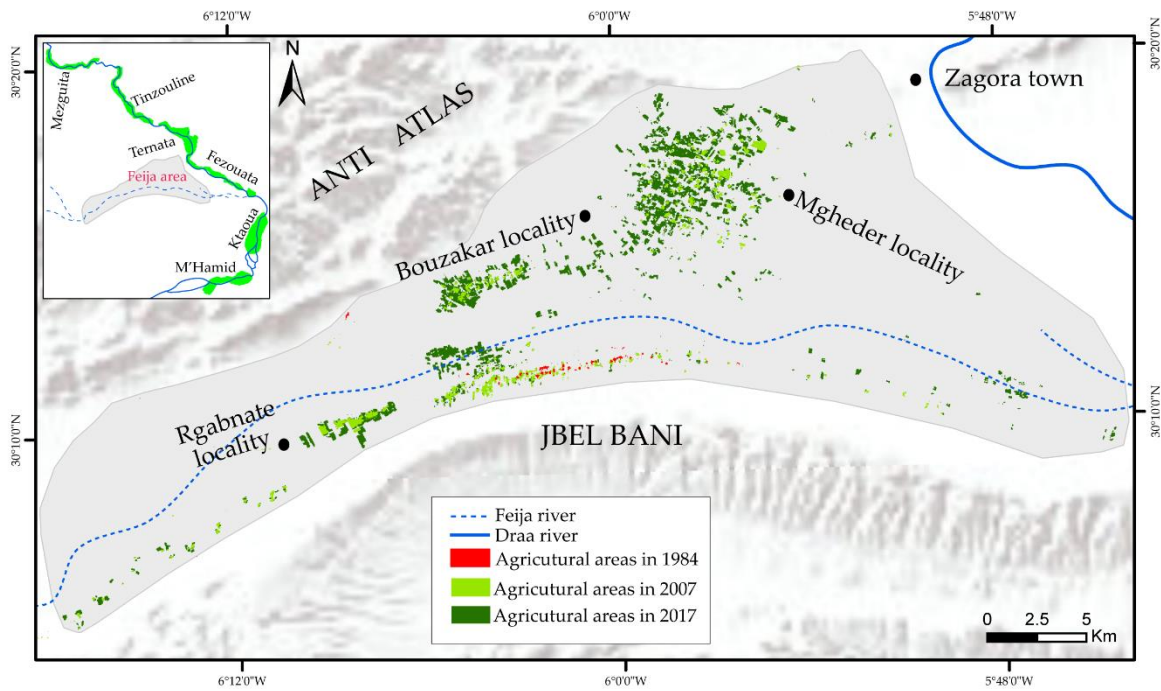 6°12'0"W
6°0'0"W
5°48'0"W
30°20'0"N
30°20'0"N
N
Mezguita
Tinzouline
Ternata
Fezouata
Feija area
Ktaoua
M'Hamid
ANTI ATLAS
Zagora town
Bouzakar locality
Mgheder locality
Rgabnate
locality
JBEL BANI
30°10'0"N
30°10'0"N
Feija river
Draa river
Agricutural areas in 1984
Agricutural areas in 2007
Agricutural areas in 2017
0 2.5 5
Km
6°12'0"W
6°0'0"W
5°48'0"W